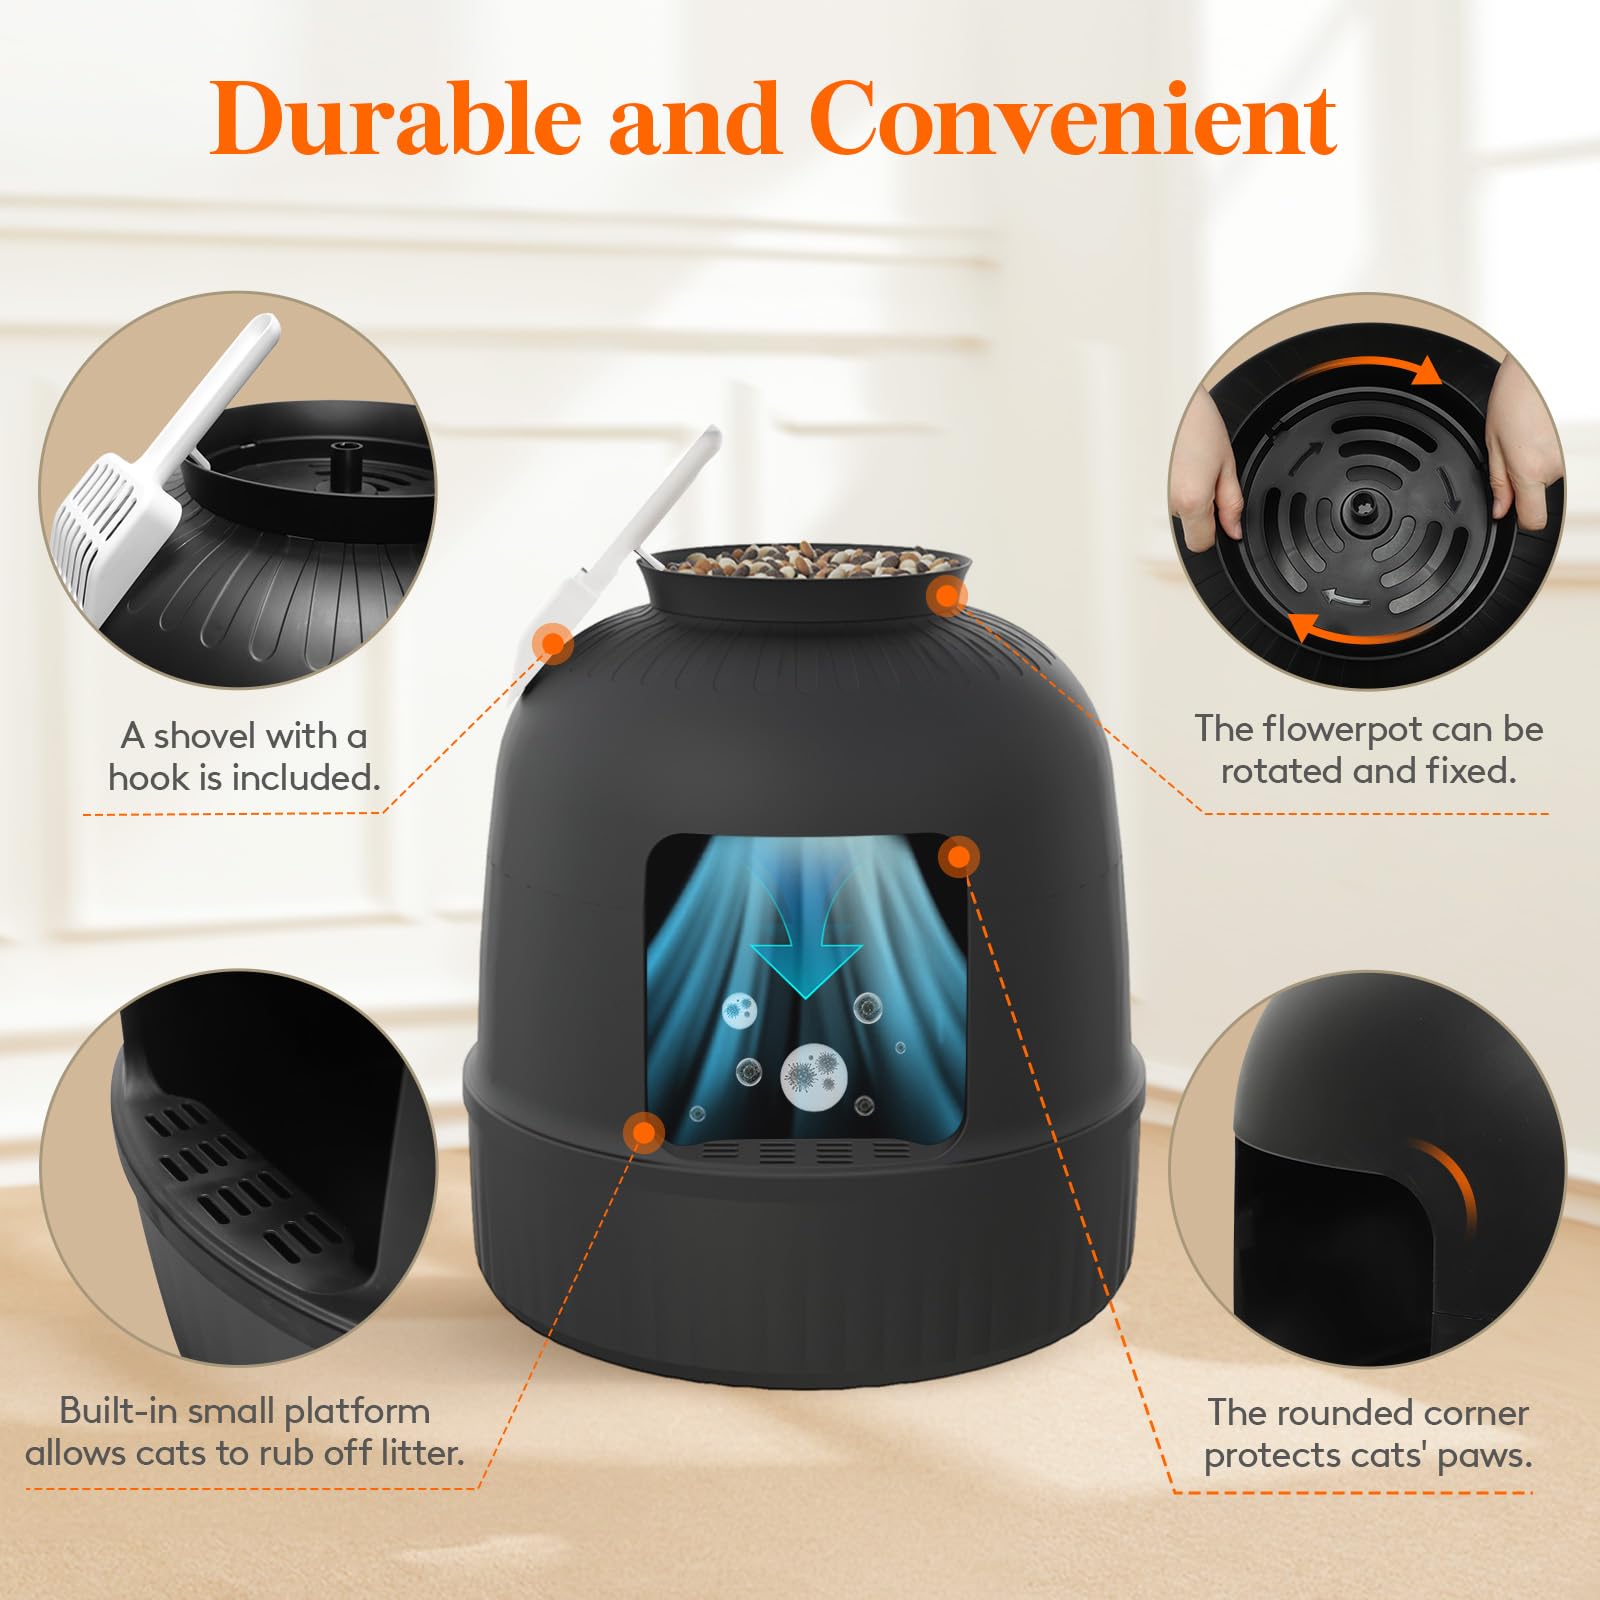 Durable and Convenient
A shovel with a
hook is included.
The flowerpot can be
rotated and fixed.
Built-in small platform
allows cats to rub off litter.
The rounded corner
protects cats' paws.